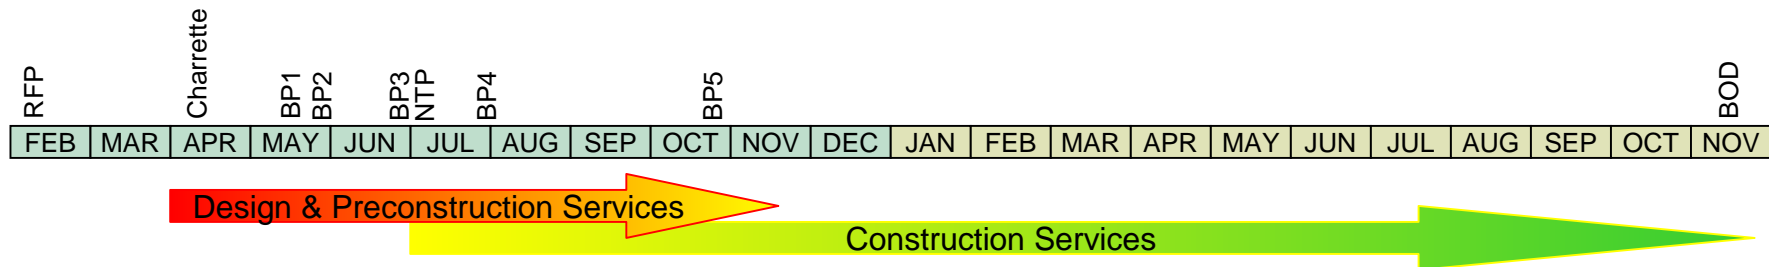 RFP
Charrette
BP1
BP2
BP3
NTP
BP4
BP5
BOD
FEB MAR APR MAY JUN JUL AUG SEP OCT NOV DEC JAN FEB MAR APR MAY JUN JUL AUG SEP OCT NOV
Design & Preconstruction Services
Construction Services